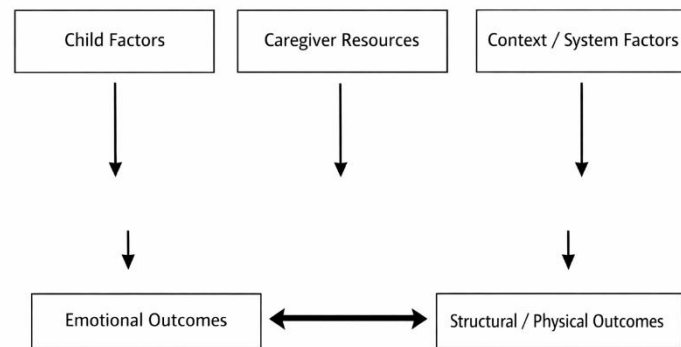 Child Factors
Caregiver Resources
Context / System Factors
Emotional Outcomes
Structural / Physical Outcomes